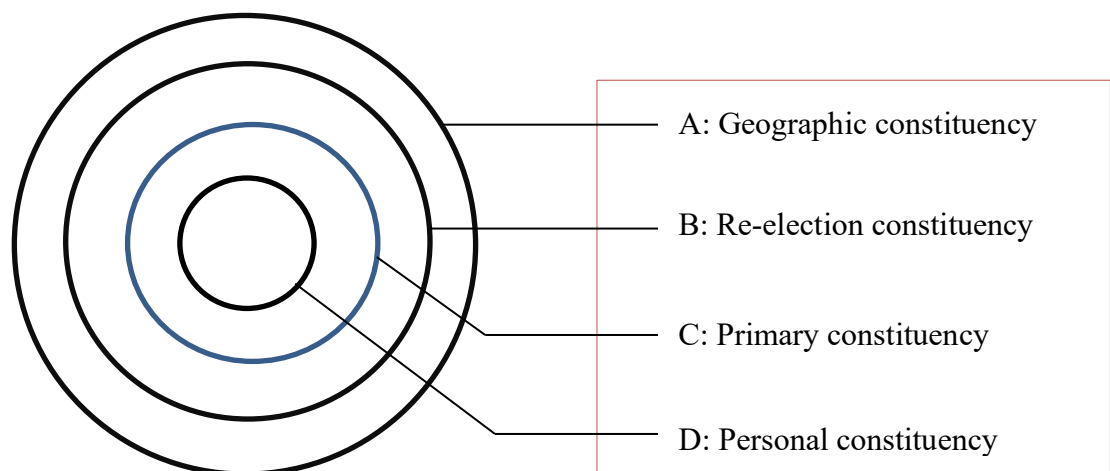 A: Geographic constituency
B: Re-election constituency
C: Primary constituency
D: Personal constituency